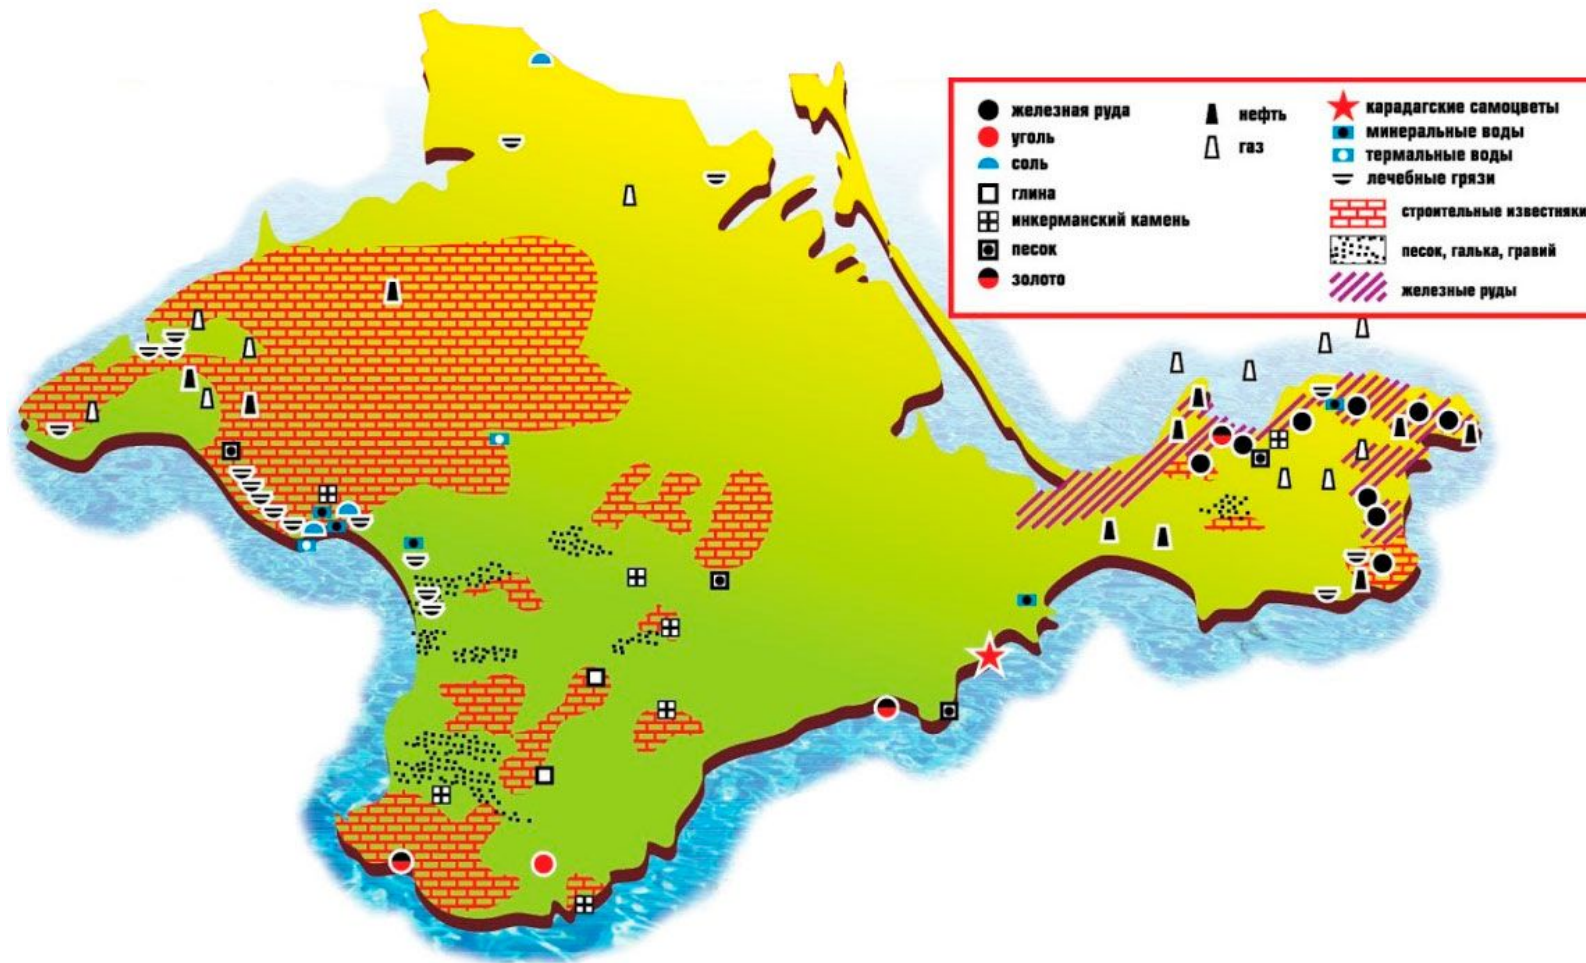 железная руда
уголь
соль
глина
инкерманский камень
песок
золото
нефть
газ
карадагские самоцветы
минеральные воды
термальные воды
лечебные грязи
строительные известняки
песок, галька, гравий
железные руды